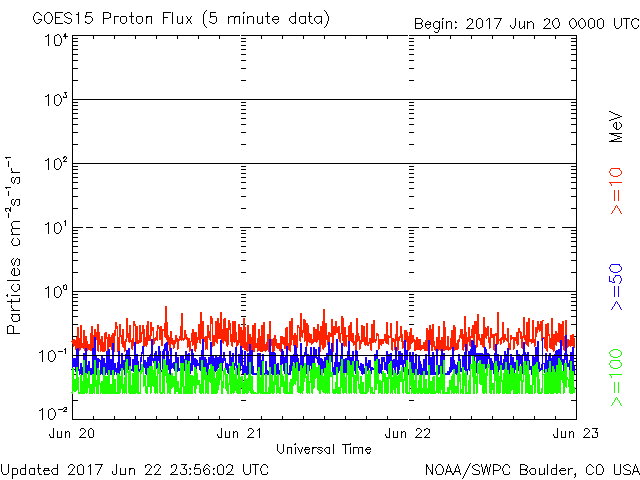 GOES15 Proton Flux (5 minute data)
Begin: 2017 Jun 20 0000 UTC
Particles cm⁻²s⁻¹sr⁻¹
10⁴
10³
10²
10¹
10⁰
10⁻¹
10⁻²
Jun 20
Jun 21
Jun 22
Jun 23
Universal Time
MeV
>=10
>=50
>=100
Updated 2017 Jun 22 23:56:02 UTC
NOAA/SWPC Boulder, CO USA